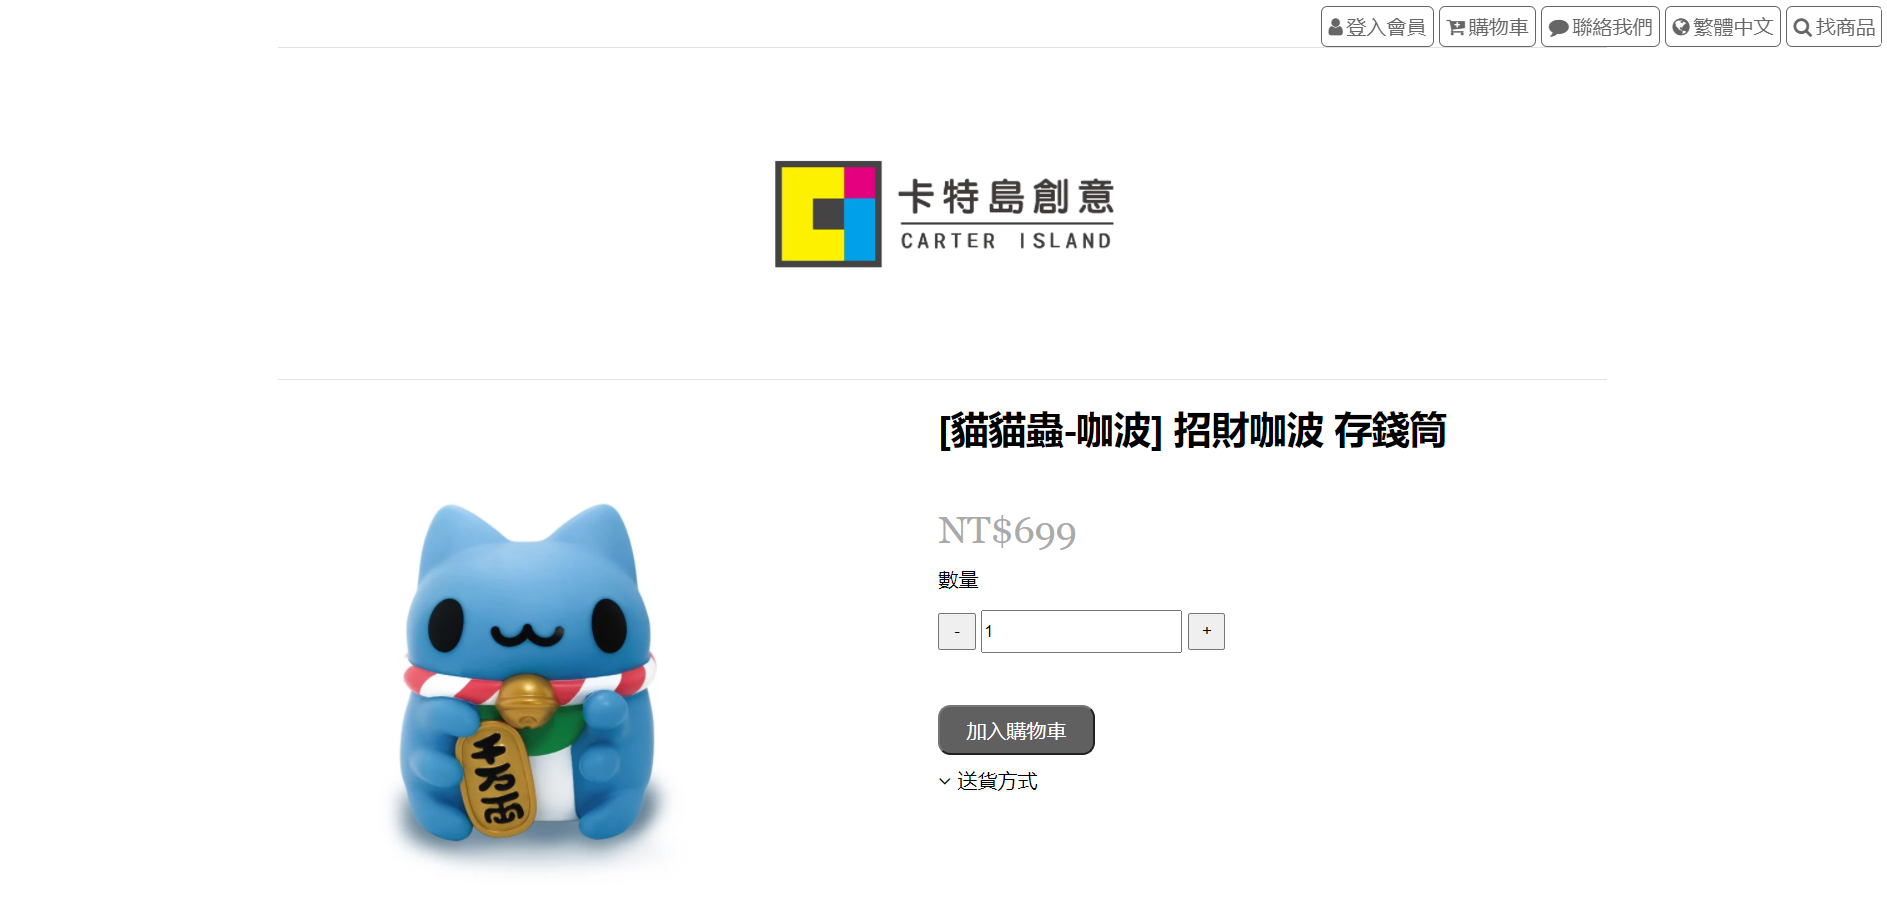 登入會員 購物車 聯絡我們 繁體中文 找商品
卡特島創意
CARTER ISLAND
[貓貓蟲-咖波] 招財咖波 存錢筒
NT$699
數量
- 1 +
加入購物車
送貨方式
千万両